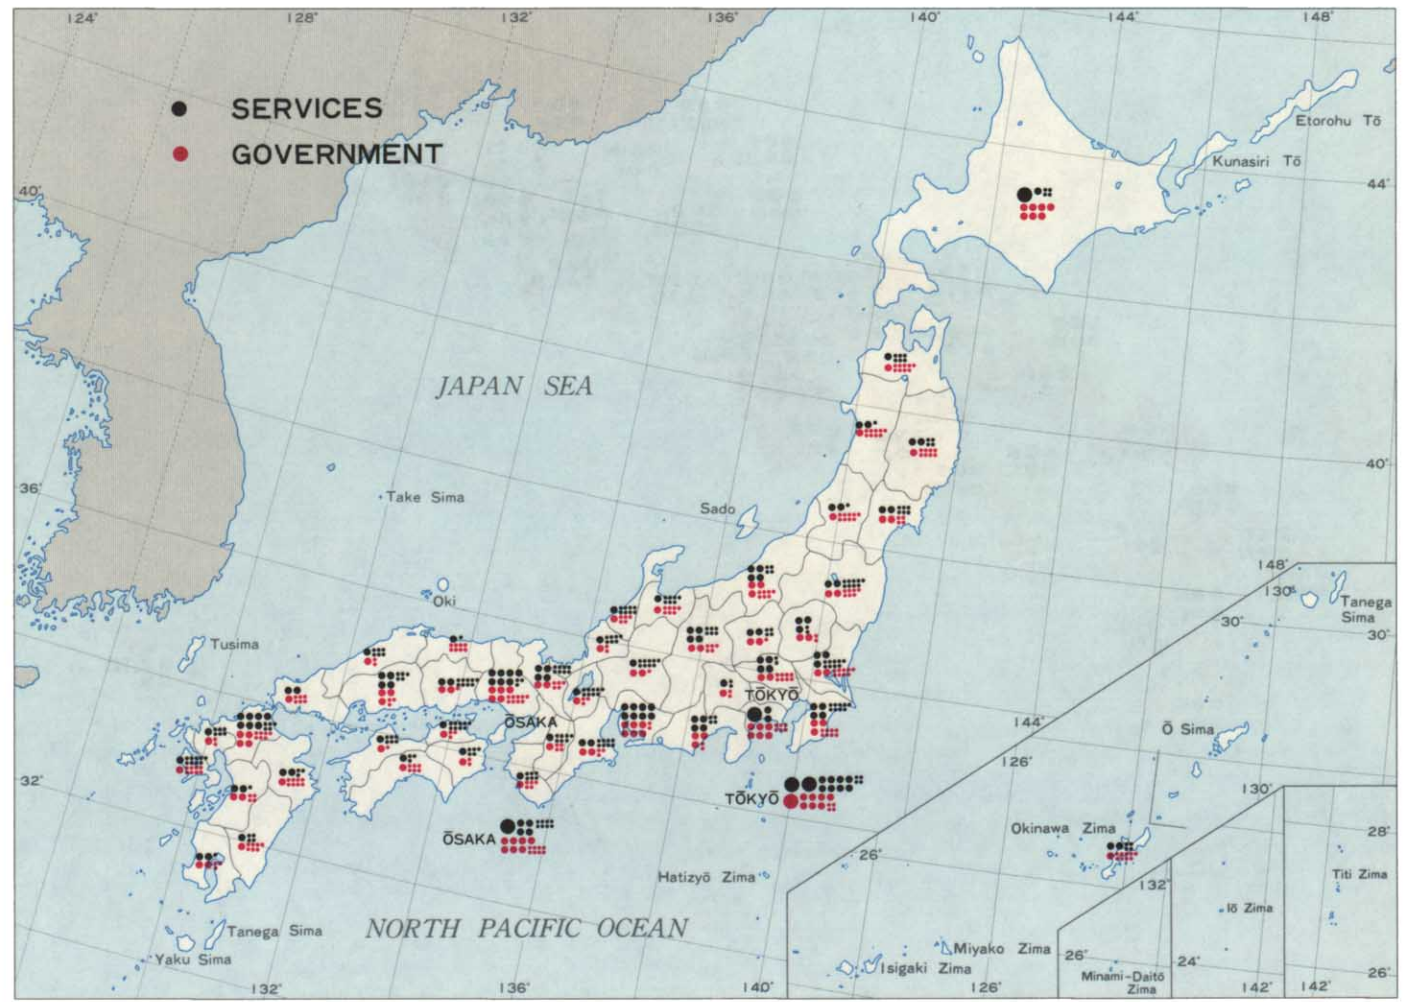 124° 128° 132° 136° 140° 144° 148°
SERVICES
GOVERNMENT
Etorohu Tō
Kunasiri Tō
44°
40°
JAPAN SEA
40°
36°
Take Sima
Sado
Oki
148°
130°
Tanega
Sima
30°
30°
Tusima
TŌKYŌ
ŌSAKA
144°
Ō Sima
126°
32°
TŌKYŌ
130°
ŌSAKA
Okinawa Zima
28°
26°
Hatizyō Zima
132°
Titi Zima
Iō Zima
NORTH PACIFIC OCEAN
Tanega Sima
Yaku Sima
Miyako Zima
Isigaki Zima
26°
24°
26°
Minami-Daitō
Zima
132° 136° 140° 126° 142° 142°